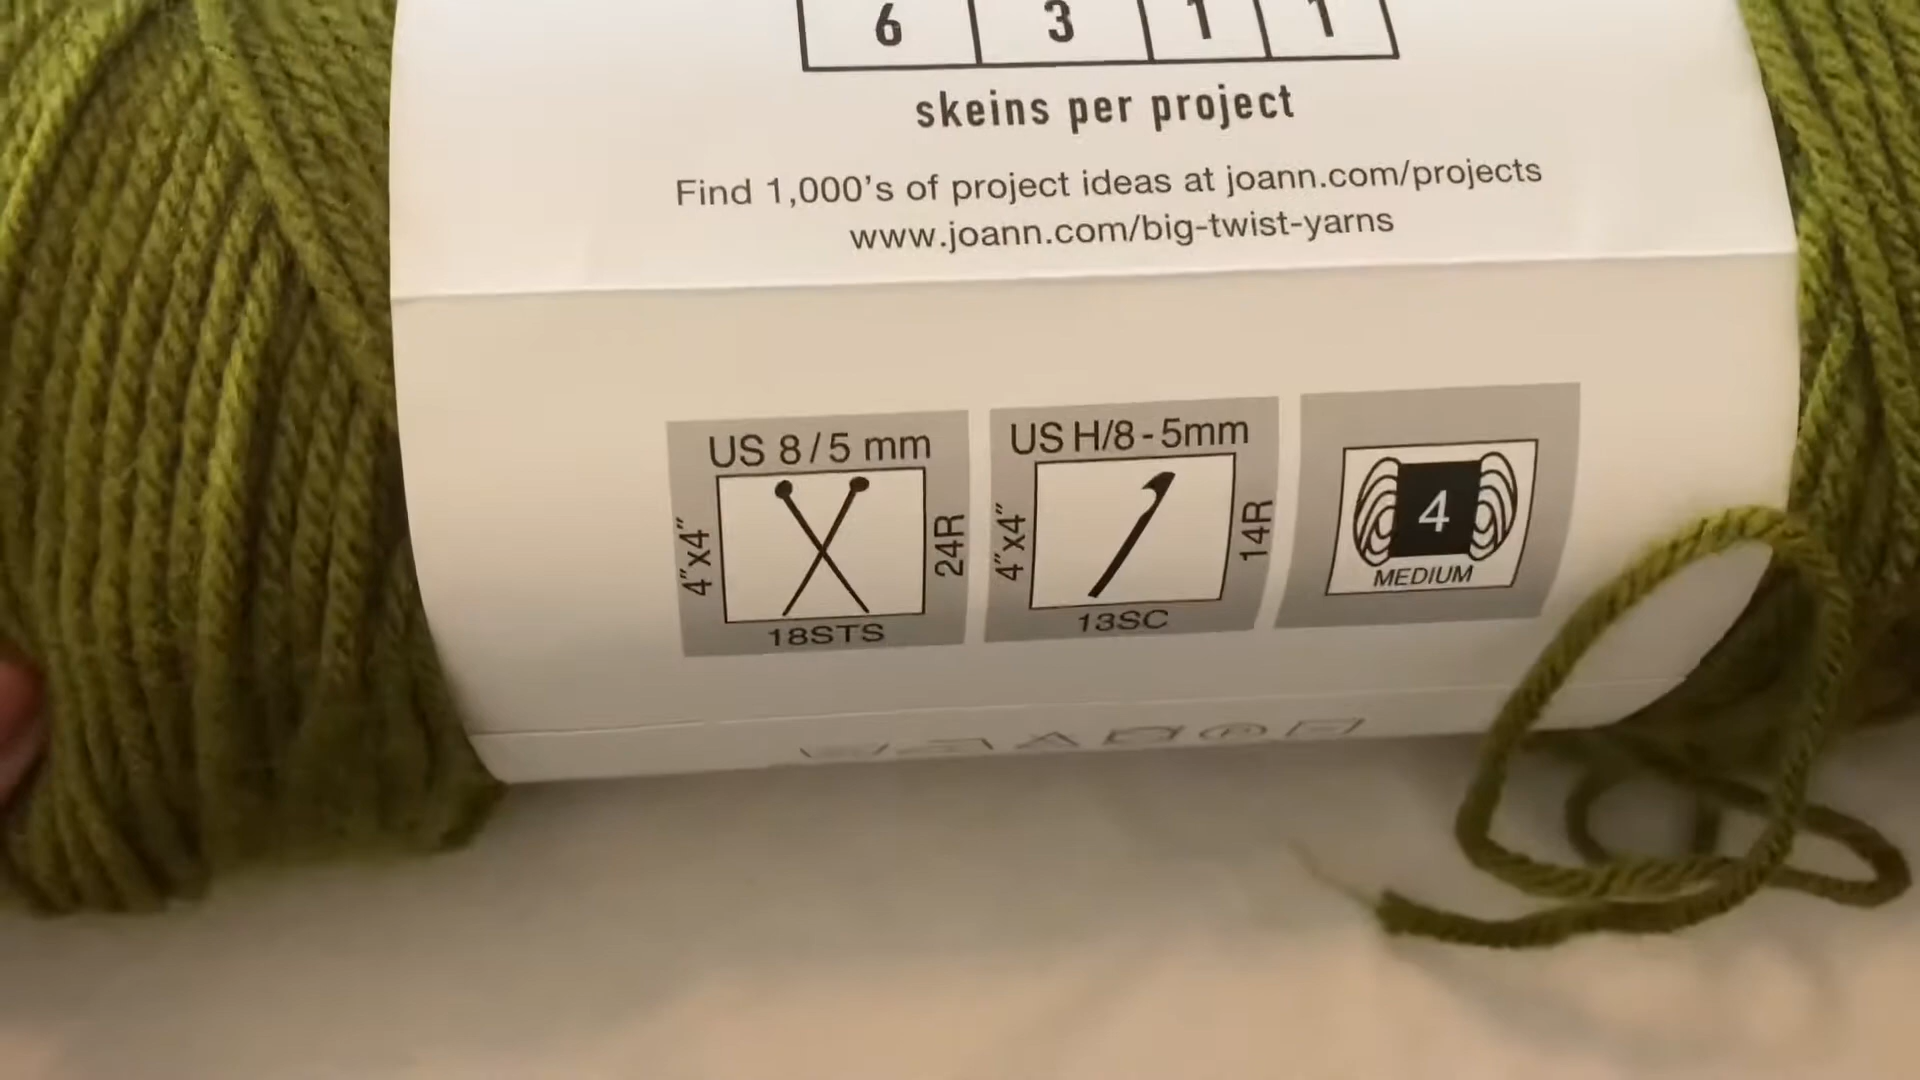 6 3 1 1
skeins per project
Find 1,000's of project ideas at joann.com/projects
www.joann.com/big-twist-yarns
US 8/5 mm
4"x4"
24R
18STS
US H/8-5mm
4"x4"
14R
13SC
4
MEDIUM